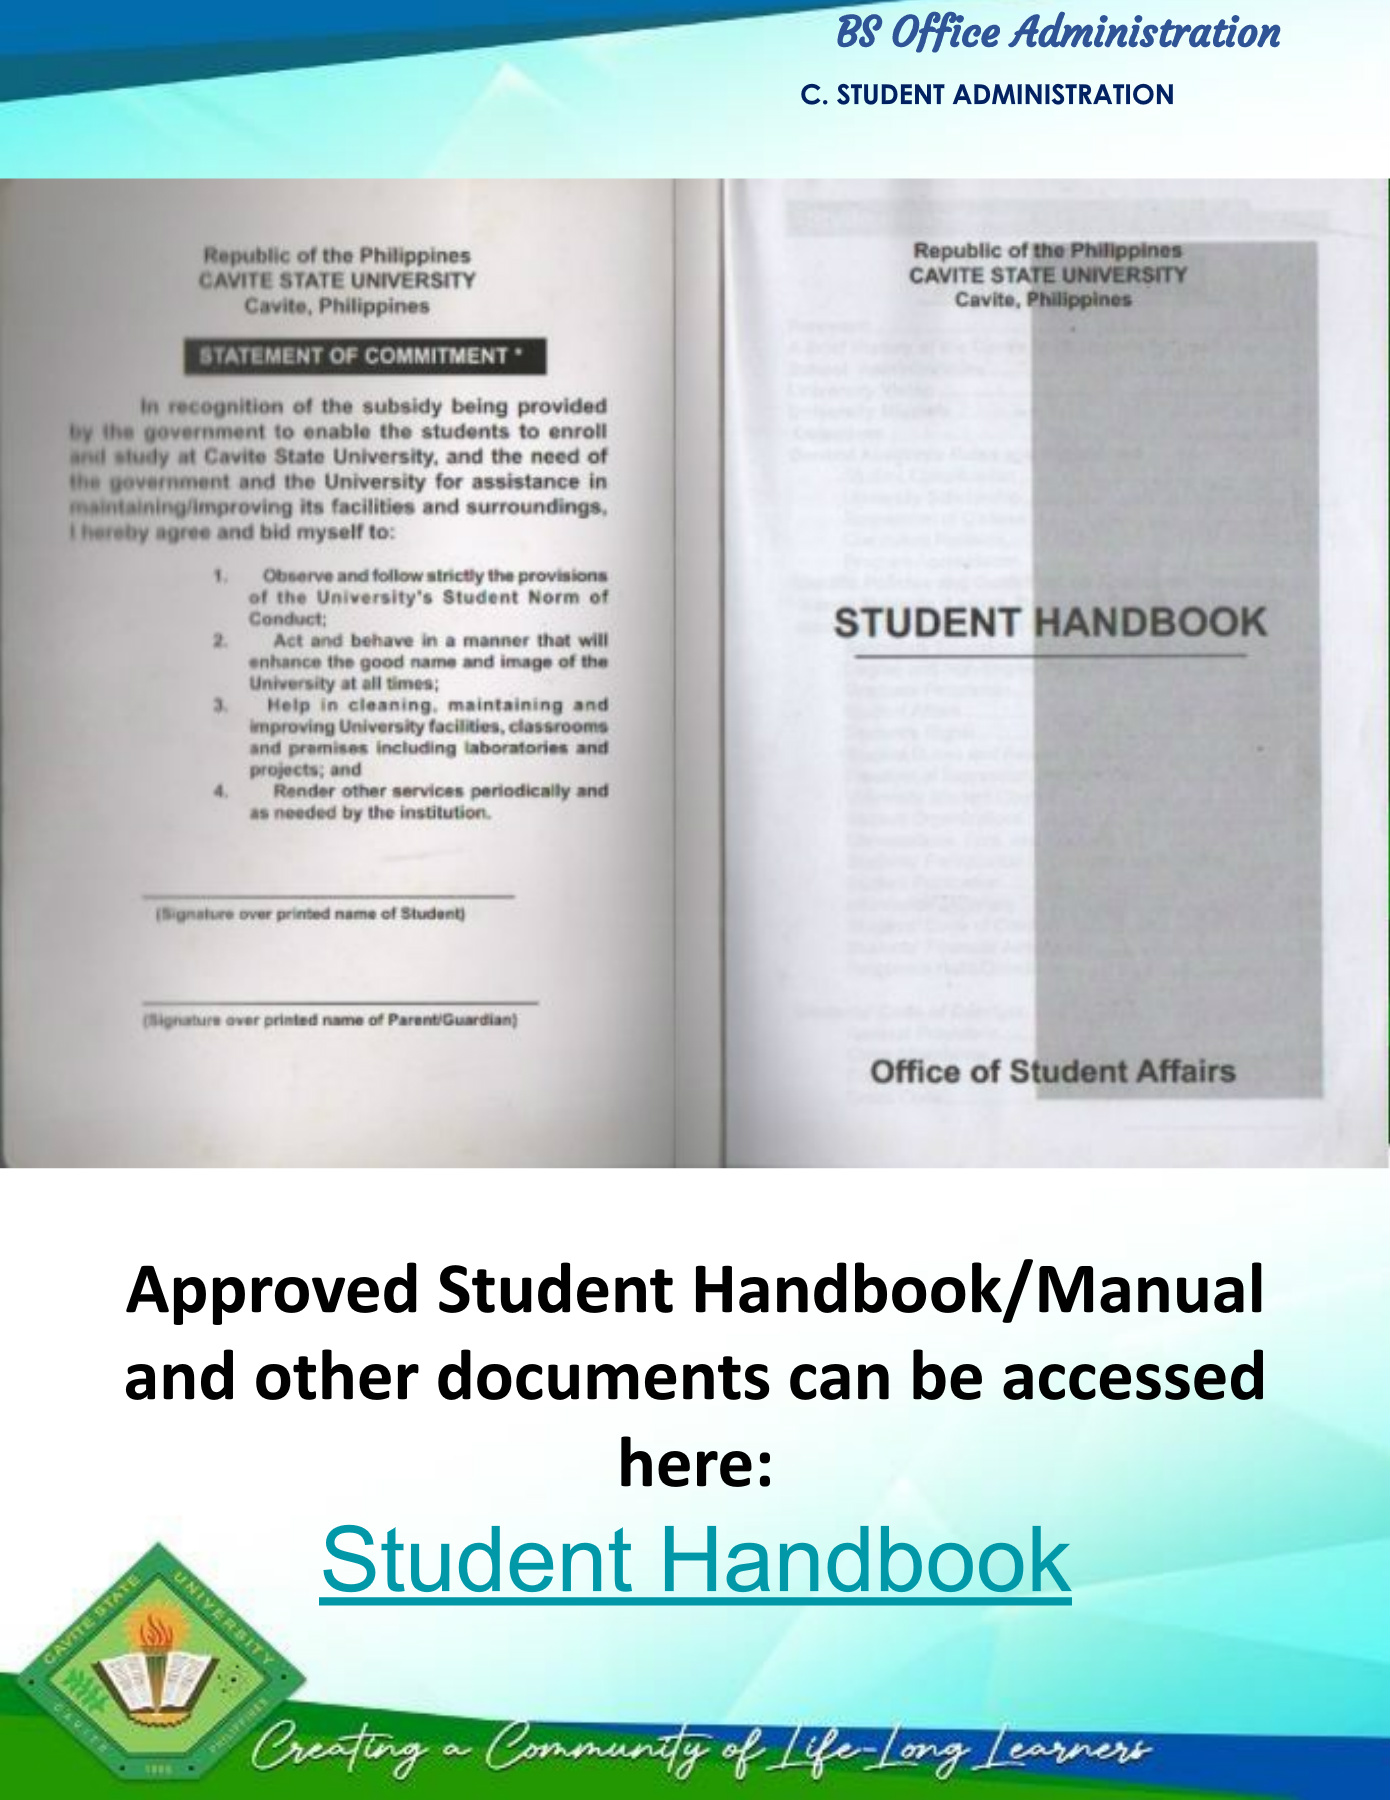 BS Office Administration
C. STUDENT ADMINISTRATION
Republic of the Philippines
CAVITE STATE UNIVERSITY
Cavite, Philippines
STATEMENT OF COMMITMENT *
In recognition of the subsidy being provided
by the government to enable the students to enroll
and study at Cavite State University, and the need of
the government and the University for assistance in
maintaining/improving its facilities and surroundings,
I hereby agree and bid myself to:
1. Observe and follow strictly the provisions
of the University's Student Norm of
Conduct;
2. Act and behave in a manner that will
enhance the good name and image of the
University at all times;
3. Help in cleaning, maintaining and
improving University facilities, classrooms
and premises including laboratories and
projects; and
4. Render other services periodically and
as needed by the institution.
(Signature over printed name of Student)
(Signature over printed name of Parent/Guardian)
Republic of the Philippines
CAVITE STATE UNIVERSITY
Cavite, Philippines
STUDENT HANDBOOK
Office of Student Affairs
Approved Student Handbook/Manual
and other documents can be accessed
here:
Student Handbook
CAVITE STATE UNIVERSITY
CAVITE PHILIPPINES
Creating a Community of Life-Long Learners